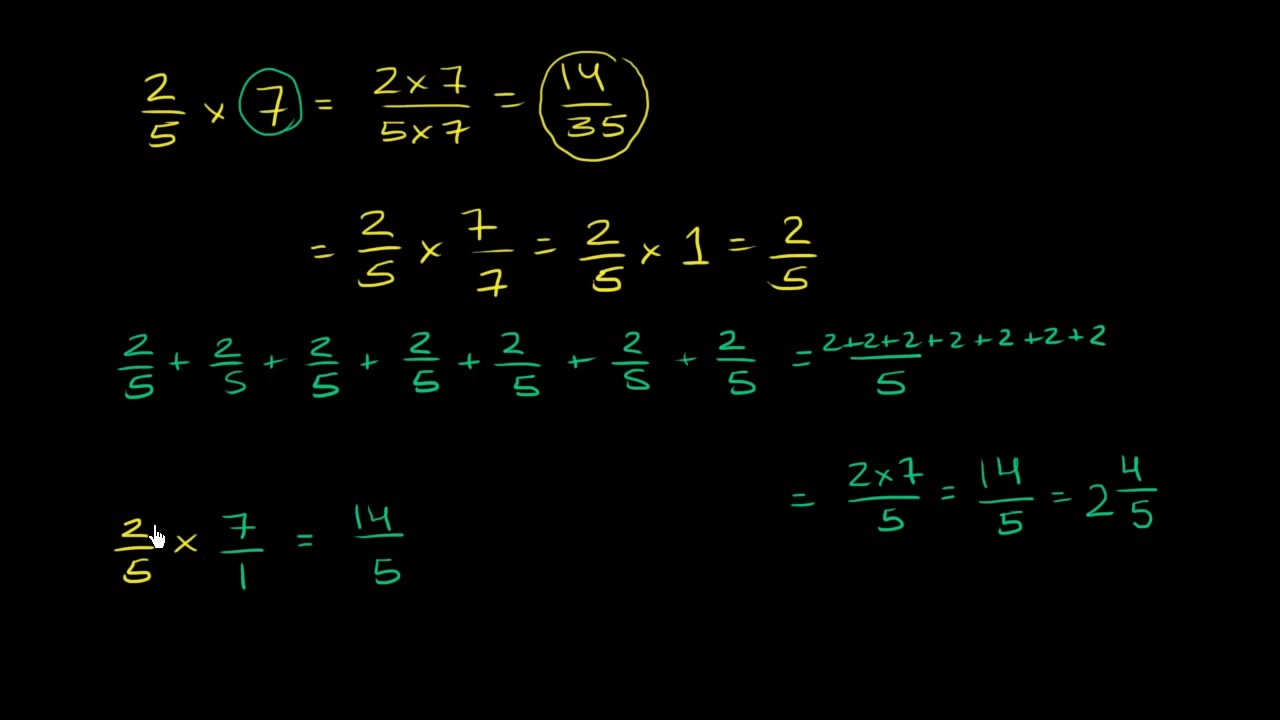 2/5 × 7 = (2×7)/(5×7) = 14/35
= 2/5 × 7/7 = 2/5 × 1 = 2/5
2/5 + 2/5 + 2/5 + 2/5 + 2/5 + 2/5 + 2/5 = (2+2+2+2+2+2+2)/5
= (2×7)/5 = 14/5 = 2 4/5
2/5 × 7/1 = 14/5